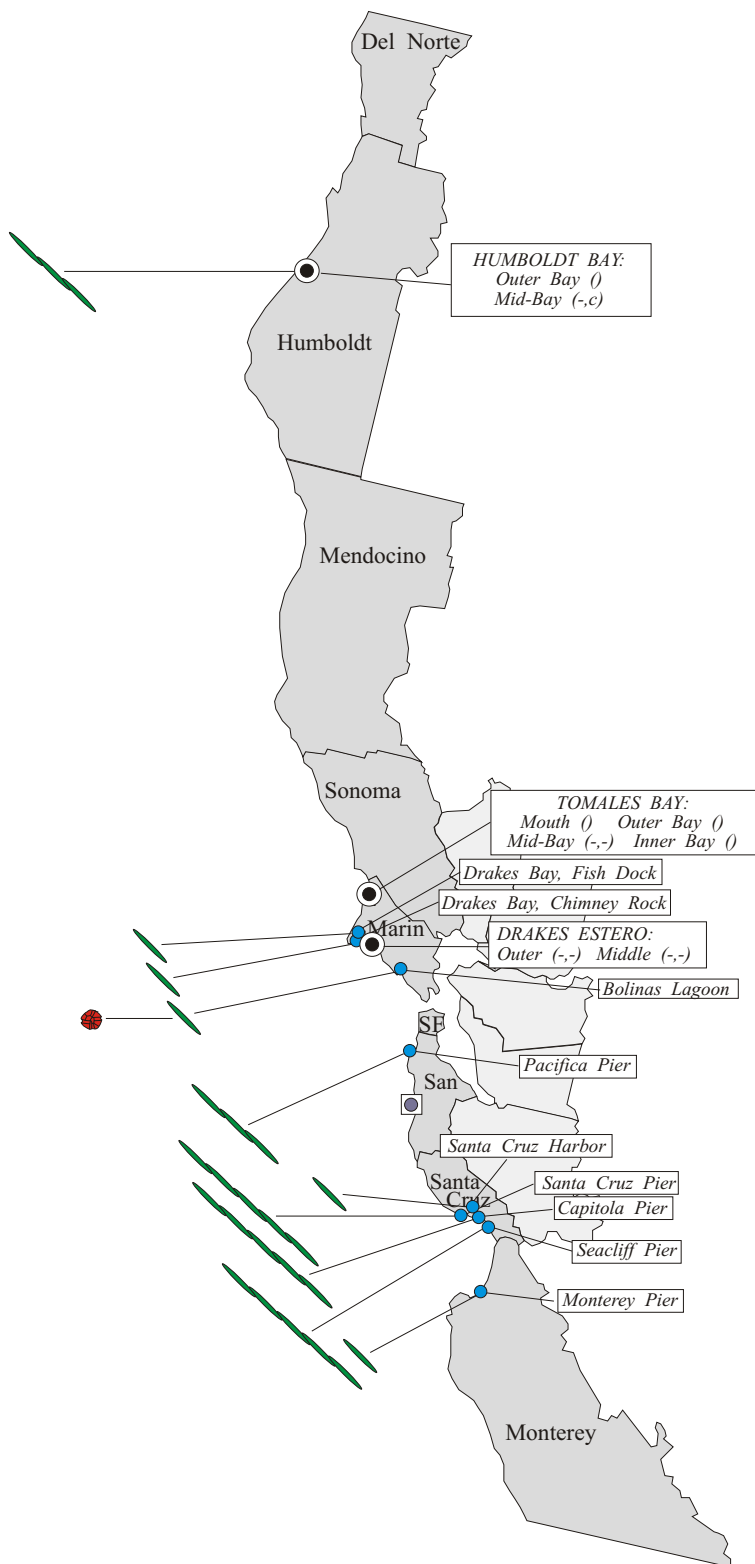 Del Norte
HUMBOLDT BAY:
Outer Bay ()
Mid-Bay (-,c)
Humboldt
Mendocino
Sonoma
TOMALES BAY:
Mouth () Outer Bay ()
Mid-Bay (-,-) Inner Bay ()
Drakes Bay, Fish Dock
Drakes Bay, Chimney Rock
Marin
DRAKES ESTERO:
Outer (-,-) Middle (-,-)
Bolinas Lagoon
SF
Pacifica Pier
San
Santa Cruz Harbor
Santa
Cruz
Santa Cruz Pier
Capitola Pier
Seacliff Pier
Monterey Pier
Monterey